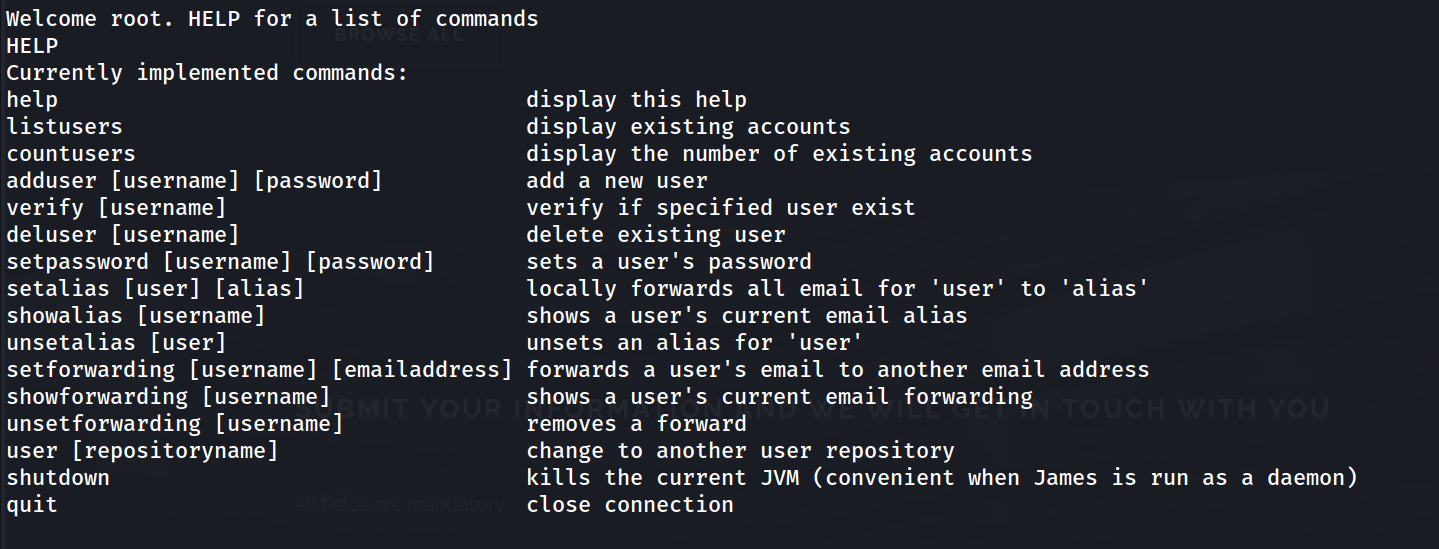 Welcome root. HELP for a list of commands
BROWSE ALL
HELP
Currently implemented commands:
help display this help
listusers display existing accounts
countusers display the number of existing accounts
adduser [username] [password] add a new user
verify [username] verify if specified user exist
deluser [username] delete existing user
setpassword [username] [password] sets a user's password
setalias [user] [alias] locally forwards all email for 'user' to 'alias'
showalias [username] shows a user's current email alias
unsetalias [user] unsets an alias for 'user'
setforwarding [username] [emailaddress] forwards a user's email to another email address
showforwarding [username] shows a user's current email forwarding
SUBMIT YOUR INFORMATION AND WE WILL GET IN TOUCH WITH YOU
unsetforwarding [username] removes a forward
user [repositoryname] change to another user repository
shutdown kills the current JVM (convenient when James is run as a daemon)
quit close connection
All fields are mandatory